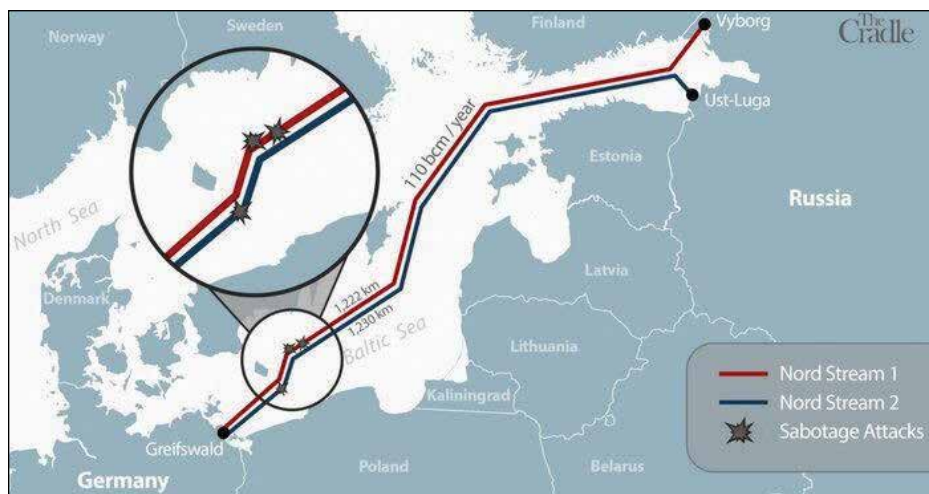 Norway
Sweden
Finland
Vyborg
The
Cradle
Ust-Luga
110 bcm / year
Estonia
Russia
North Sea
Latvia
Denmark
1,222 km
1,230 km
Baltic Sea
Lithuania
Kaliningrad
Nord Stream 1
Nord Stream 2
Sabotage Attacks
Greifswald
Germany
Poland
Belarus